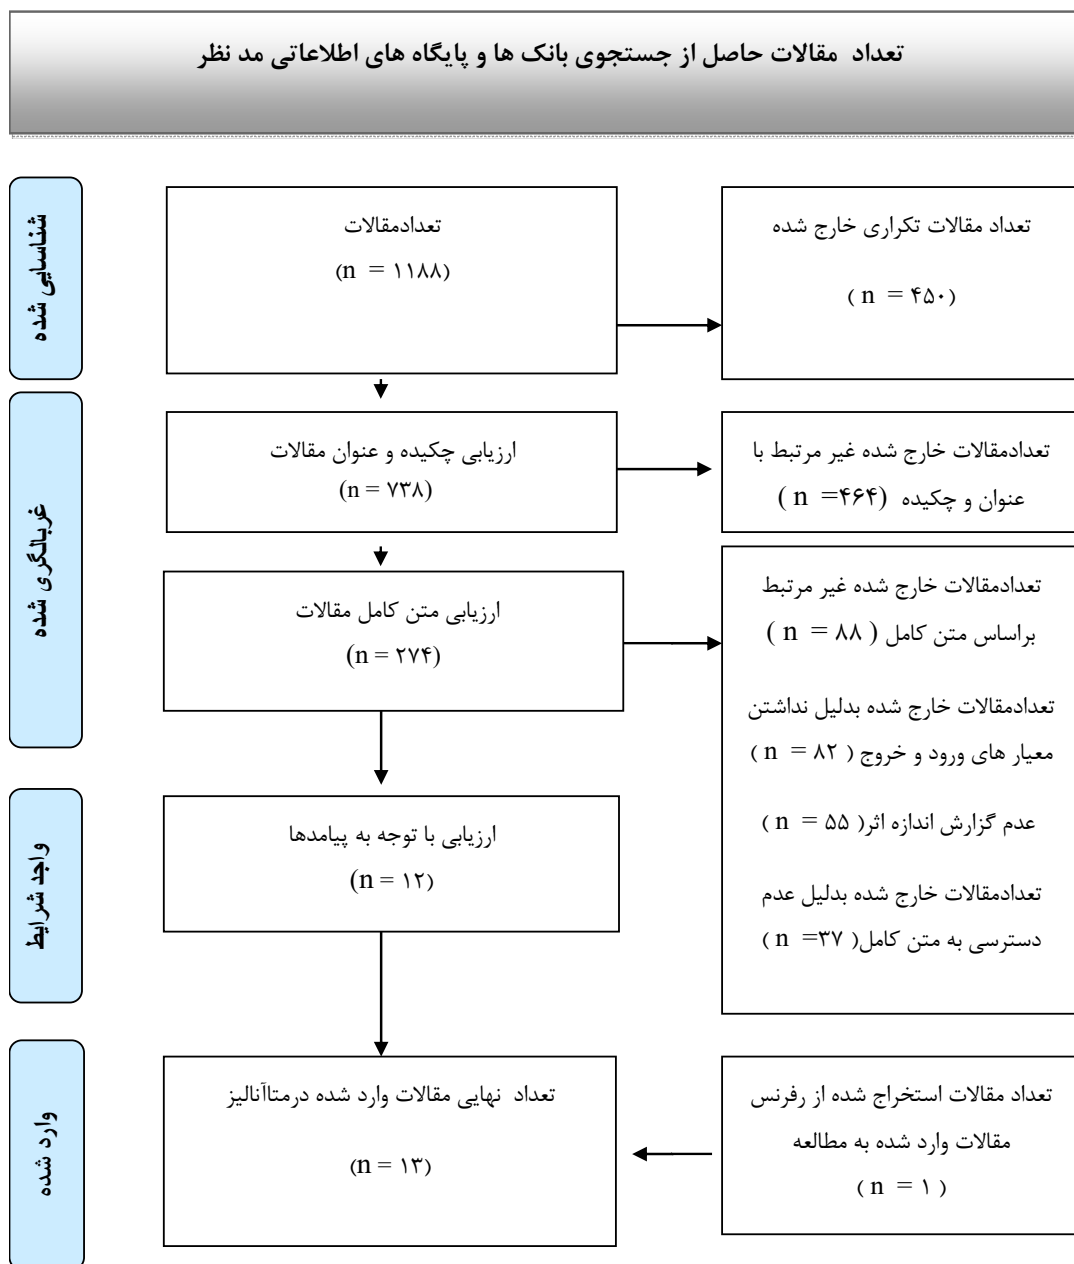 تعداد مقالات حاصل از جستجوی بانک ها و پایگاه های اطلاعاتی مد نظر
شناسایی شده
تعدادمقالات
(n = ۱۱۸۸)
تعداد مقالات تکراری خارج شده
( n = ۴۵۰)
غربالگری شده
ارزیابی چکیده و عنوان مقالات
(n = ۷۳۸)
تعدادمقالات خارج شده غیر مرتبط با
عنوان و چکیده (n =۴۶۴ )
ارزیابی متن کامل مقالات
(n = ۲۷۴)
تعدادمقالات خارج شده غیر مرتبط
براساس متن کامل ( n = ۸۸ )
تعدادمقالات خارج شده بدلیل نداشتن
معیار های ورود و خروج ( n = ۸۲ )
عدم گزارش اندازه اثر( n = ۵۵ )
تعدادمقالات خارج شده بدلیل عدم
دسترسی به متن کامل( n =۳۷ )
واجد شرایط
ارزیابی با توجه به پیامدها
(n = ۱۲)
وارد شده
تعداد نهایی مقالات وارد شده درمتاآنالیز
(n = ۱۳)
تعداد مقالات استخراج شده از رفرنس
مقالات وارد شده به مطالعه
( n = ۱ )